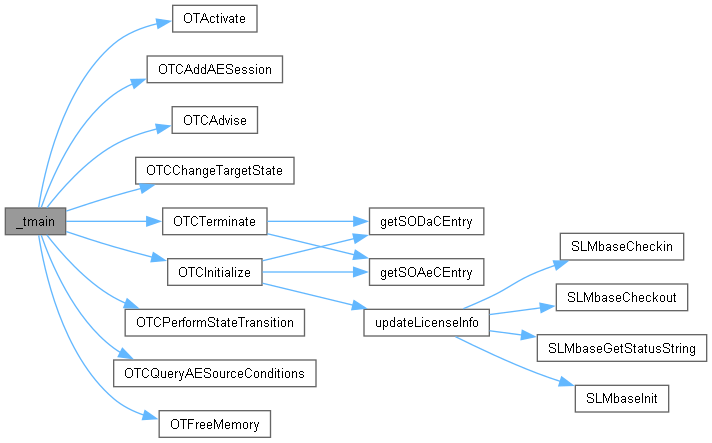 OTActivate
OTCAddAESession
OTCAdvise
OTCChangeTargetState
_tmain
OTCTerminate
getSODaCEntry
OTCInitialize
getSOAeCEntry
SLMbaseCheckin
OTCPerformStateTransition
updateLicenseInfo
SLMbaseCheckout
OTCQueryAESourceConditions
SLMbaseGetStatusString
OTFreeMemory
SLMbaseInit